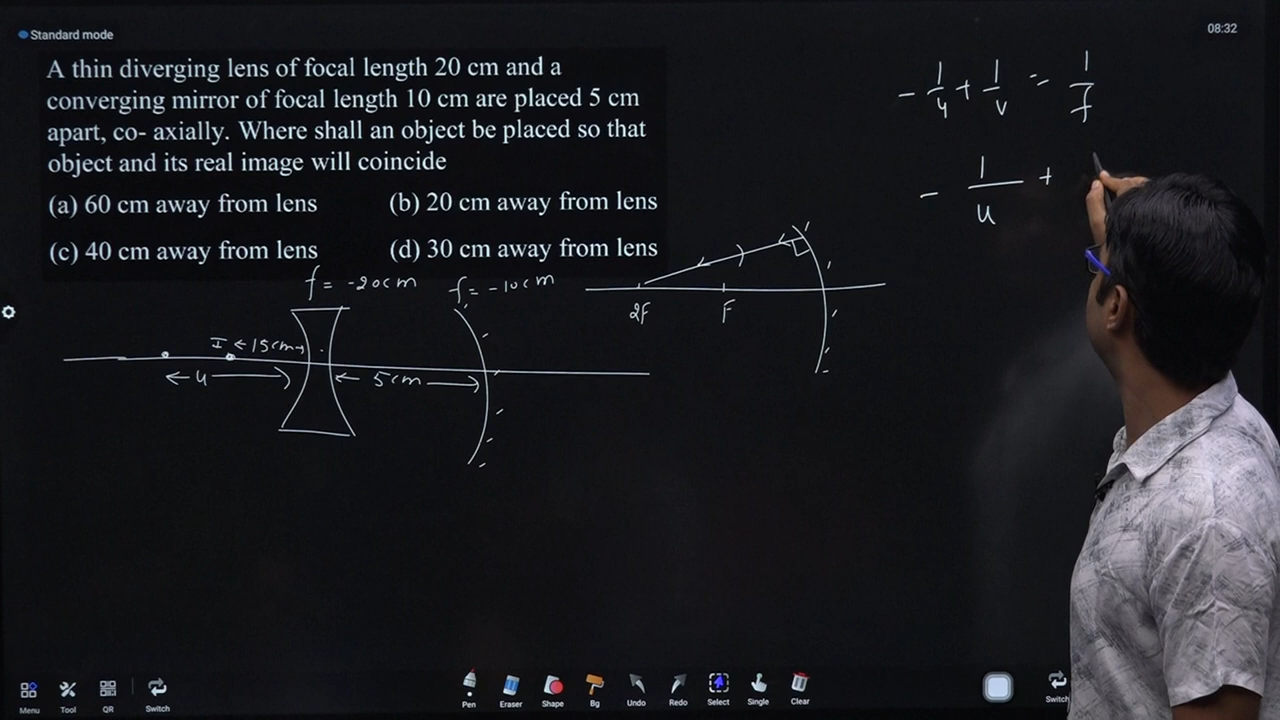 Standard mode
08:32
A thin diverging lens of focal length 20 cm and a
converging mirror of focal length 10 cm are placed 5 cm
apart, co- axially. Where shall an object be placed so that
object and its real image will coincide
(a) 60 cm away from lens
(b) 20 cm away from lens
(c) 40 cm away from lens
(d) 30 cm away from lens
- 1/u + 1/v = 1/f
- 1/u +
f = -20cm
f = -10cm
2F
F
I
15cm
u
5cm
Menu
Tool
QR
Switch
Pen
Eraser
Shape
Bg
Undo
Redo
Select
Single
Clear
Switch